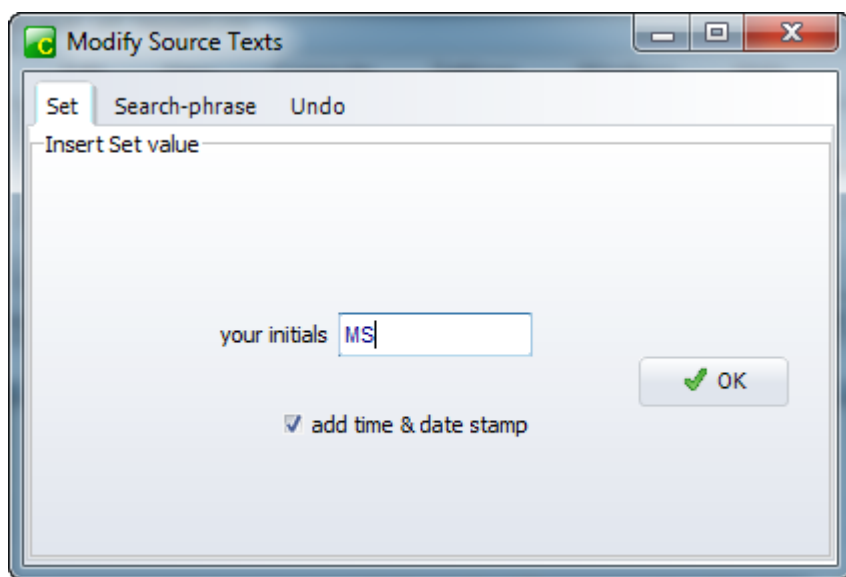 C Modify Source Texts
X
Set Search-phrase Undo
Insert Set value
your initials MS
OK
add time & date stamp